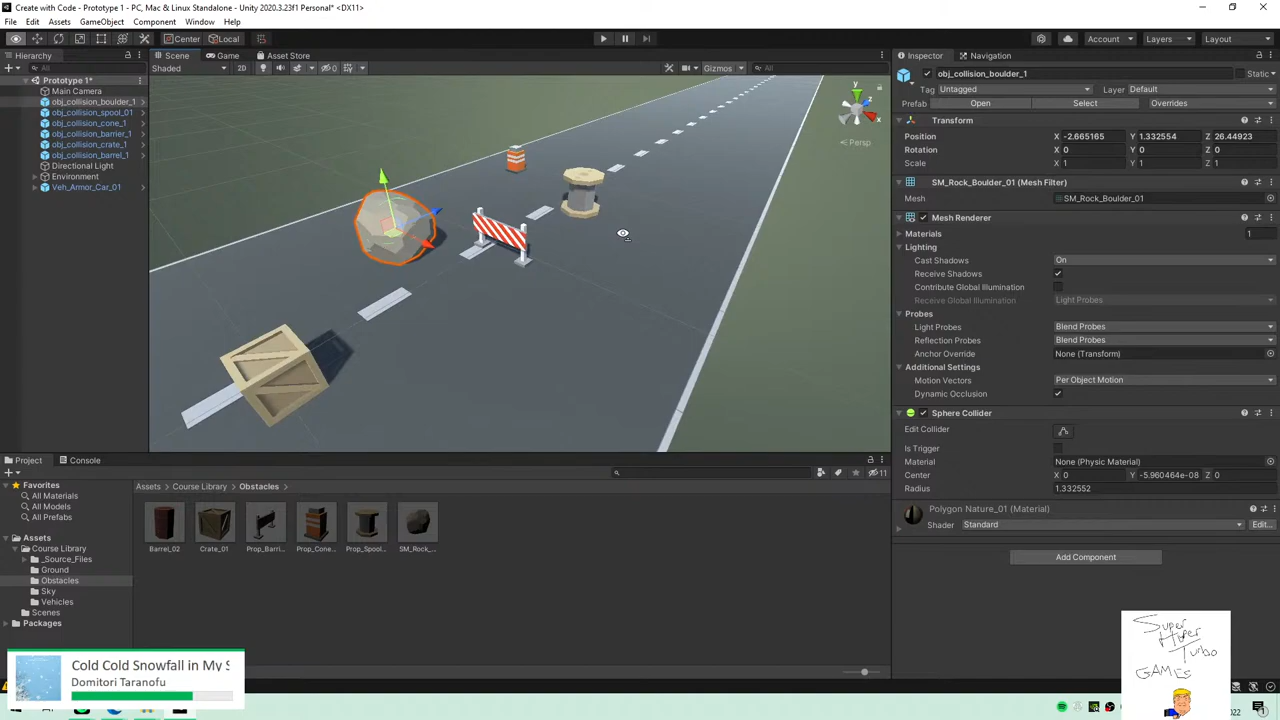 Create with Code - Prototype 1 - PC, Mac & Linux Standalone - Unity 2020.3.23f1 Personal* <DX11>
File Edit Assets GameObject Component Window Help
Center Local Account Layers Layout
Hierarchy
All
Prototype 1*
Main Camera
obj_collision_boulder_1
obj_collision_spool_01
obj_collision_cone_1
obj_collision_barrier_1
obj_collision_crate_1
obj_collision_barrel_1
Directional Light
Environment
Veh_Armor_Car_01
Scene Game Asset Store
Shaded 2D 0 Gizmos All
y
z
x
Persp
Inspector Navigation
obj_collision_boulder_1 Static
Tag Untagged Layer Default
Prefab Open Select Overrides
Transform
Position X -2.665165 Y 1.332554 Z 26.44923
Rotation X 0 Y 0 Z 0
Scale X 1 Y 1 Z 1
SM_Rock_Boulder_01 (Mesh Filter)
Mesh SM_Rock_Boulder_01
Mesh Renderer
Materials 1
Lighting
Cast Shadows On
Receive Shadows
Contribute Global Illumination
Receive Global Illumination Light Probes
Probes
Light Probes Blend Probes
Reflection Probes Blend Probes
Anchor Override None (Transform)
Additional Settings
Motion Vectors Per Object Motion
Dynamic Occlusion
Sphere Collider
Edit Collider
Is Trigger
Material None (Physic Material)
Center X 0 Y -5.960464e-08 Z 0
Radius 1.332552
Polygon Nature_01 (Material)
Shader Standard Edit...
Add Component
Project Console
11
Favorites
All Materials
All Models
All Prefabs
Assets
Course Library
_Source_Files
Ground
Obstacles
Sky
Vehicles
Scenes
Packages
Assets Course Library Obstacles
Barrel_02 Crate_01 Prop_Barri... Prop_Cone... Prop_Spool... SM_Rock_...
Cold Cold Snowfall in My S
Domitori Taranofu
Super
Hyper
Turbo
GAMES
2022